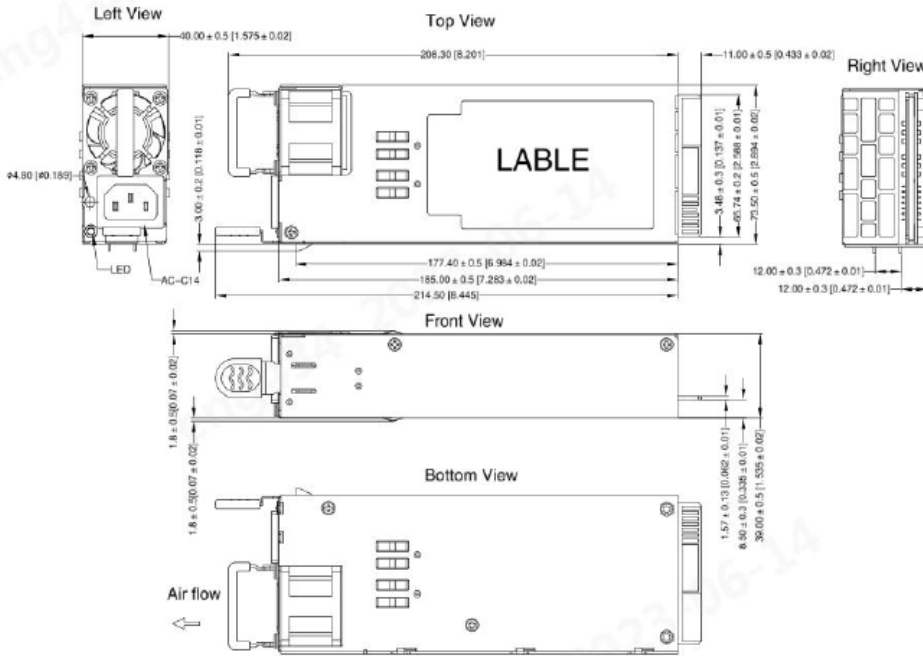 Left View
Top View
40.00 ± 0.5 [1.575 ± 0.02]
208.30 [8.201]
11.00 ± 0.5 [0.433 ± 0.02]
Right View
3.00 ± 0.2 [0.118 ± 0.01]
LABLE
3.48 ± 0.3 [0.137 ± 0.01]
65.74 ± 0.2 [2.588 ± 0.01]
73.50 ± 0.5 [2.894 ± 0.02]
ø4.80 [ø0.189]
LED
AC-C14
177.40 ± 0.5 [6.984 ± 0.02]
185.00 ± 0.5 [7.283 ± 0.02]
214.50 [8.445]
12.00 ± 0.3 [0.472 ± 0.01]
12.00 ± 0.3 [0.472 ± 0.01]
Front View
1.8 ± 0.5[0.07 ± 0.02]
1.8 ± 0.5[0.07 ± 0.02]
1.57 ± 0.13 [0.062 ± 0.01]
8.50 ± 0.3 [0.335 ± 0.01]
39.00 ± 0.5 [1.535 ± 0.02]
Bottom View
Air flow
2023-06-14